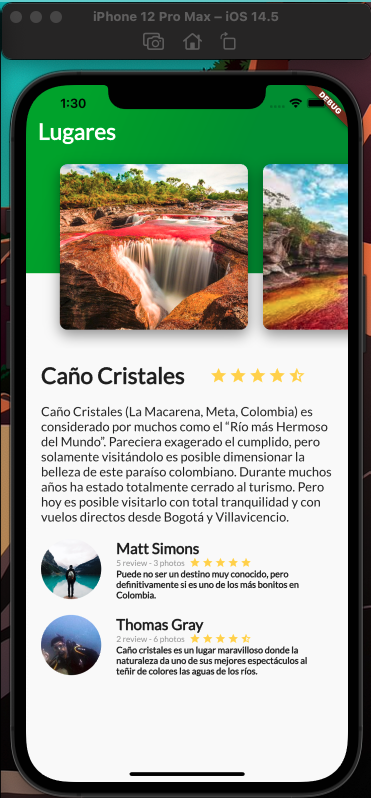 iPhone 12 Pro Max – iOS 14.5
1:30
DEBUG
Lugares
Caño Cristales
Caño Cristales (La Macarena, Meta, Colombia) es
considerado por muchos como el “Río más Hermoso
del Mundo”. Pareciera exagerado el cumplido, pero
solamente visitándolo es posible dimensionar la
belleza de este paraíso colombiano. Durante muchos
años ha estado totalmente cerrado al turismo. Pero
hoy es posible visitarlo con total tranquilidad y con
vuelos directos desde Bogotá y Villavicencio.
Matt Simons
5 review - 3 photos
Puede no ser un destino muy conocido, pero
definitivamente si es uno de los más bonitos en
Colombia.
Thomas Gray
2 review - 6 photos
Caño cristales es un lugar maravilloso donde la
naturaleza da uno de sus mejores espectáculos al
teñir de colores las aguas de los ríos.